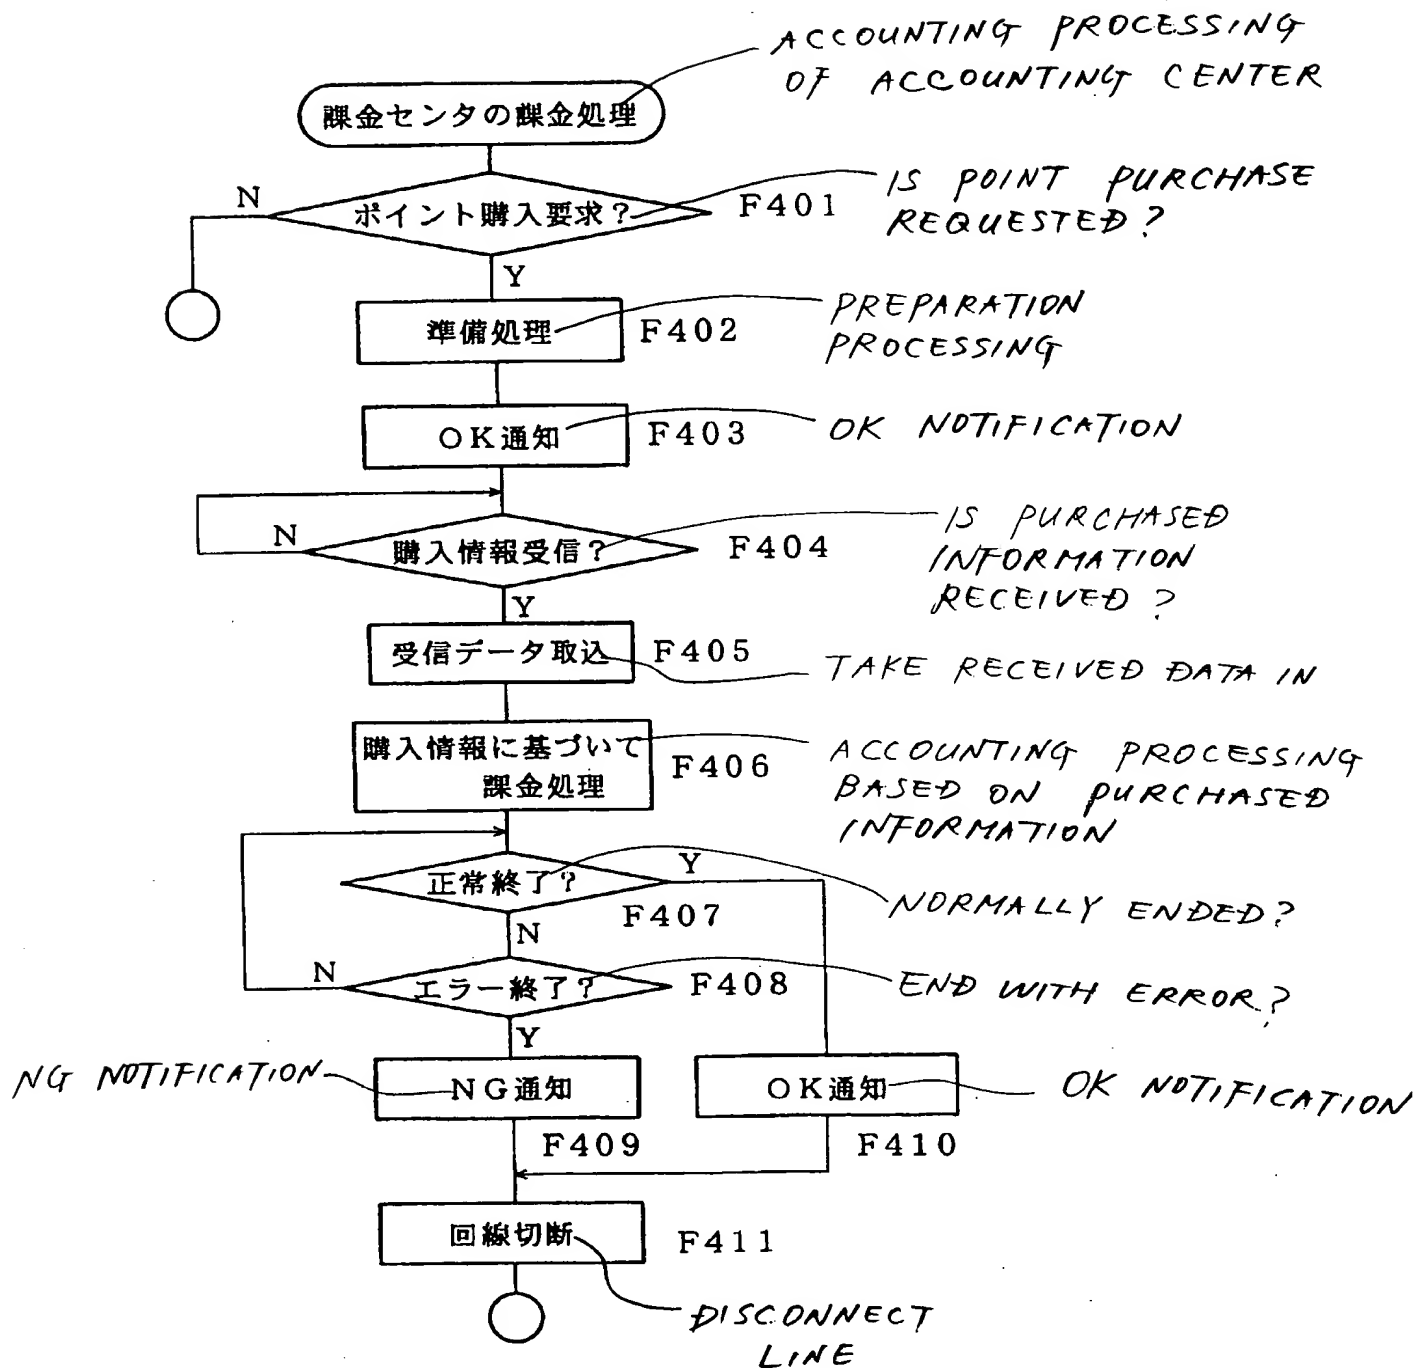 ACCOUNTING PROCESSING
OF ACCOUNTING CENTER
課金センタの課金処理
N
ポイント購入要求?
F401
IS POINT PURCHASE
REQUESTED?
Y
準備処理
F402
PREPARATION
PROCESSING
OK通知
F403
OK NOTIFICATION
N
購入情報受信?
F404
IS PURCHASED
INFORMATION
RECEIVED?
Y
受信データ取込
F405
TAKE RECEIVED DATA IN
購入情報に基づいて
課金処理
F406
ACCOUNTING PROCESSING
BASED ON PURCHASED
INFORMATION
正常終了?
Y
F407
NORMALLY ENDED?
N
N
エラー終了?
F408
END WITH ERROR?
Y
NG NOTIFICATION
NG通知
OK通知
OK NOTIFICATION
F409
F410
回線切断
F411
DISCONNECT
LINE